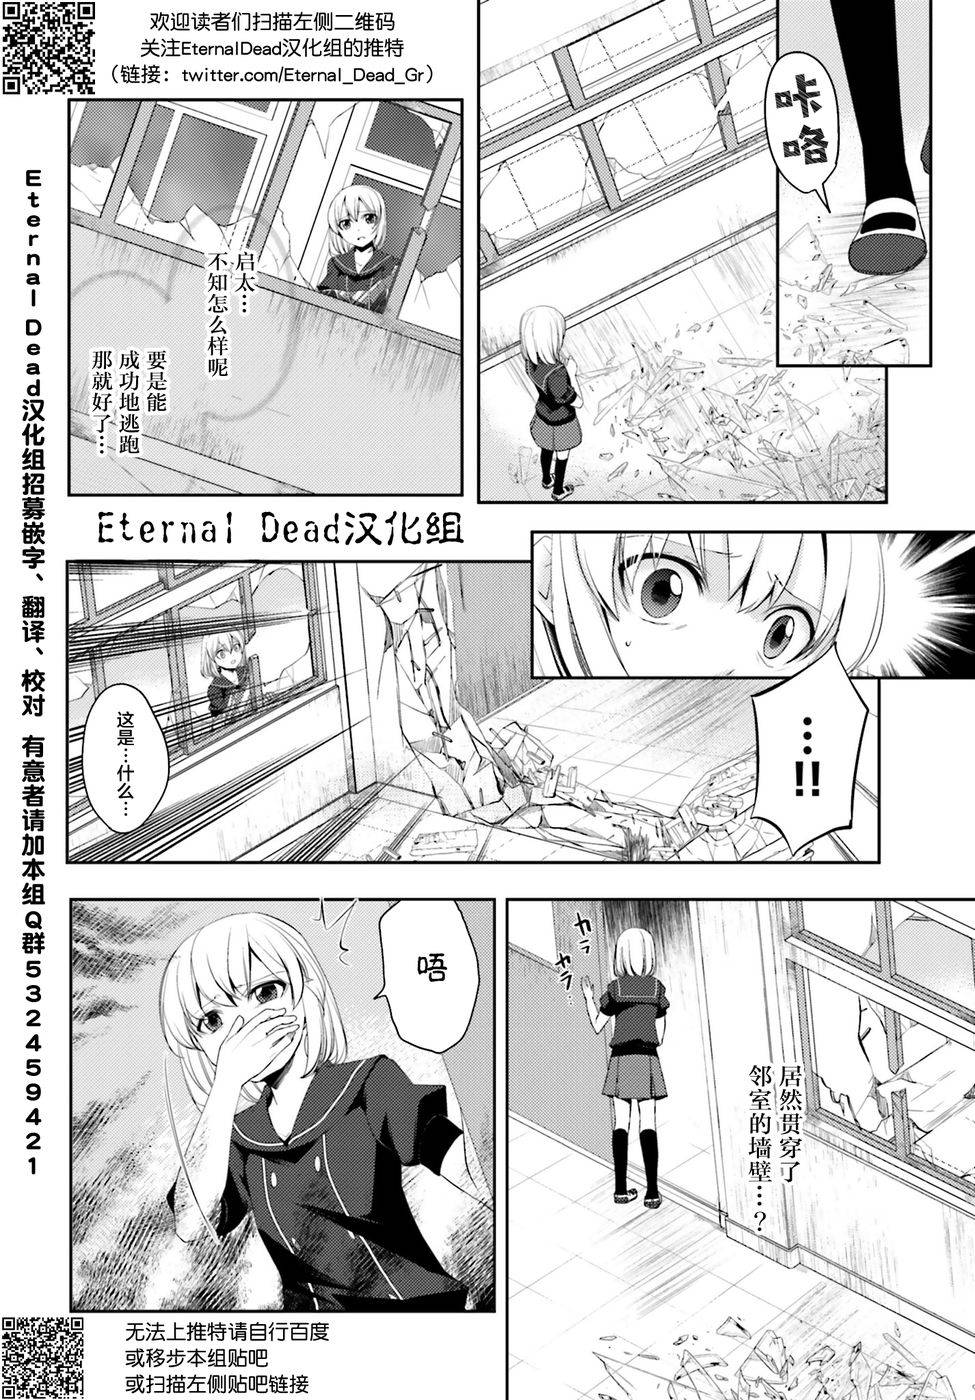 欢迎读者们扫描左侧二维码
关注EternalDead汉化组的推特
（链接：twitter.com/Eternal_Dead_Gr）
Eternal Dead汉化组招募嵌字、翻译、校对 有意者请加本组Q群532459421
咔咯
启太…
不知怎么样呢
要是能
成功地逃跑
那就好了…
Eternal Dead汉化组
…!!
这是…什么…
カラ
カラ
居然贯穿了
邻室的墙壁…？
唔
无法上推特请自行百度
或移步本组贴吧
或扫描左侧贴吧链接